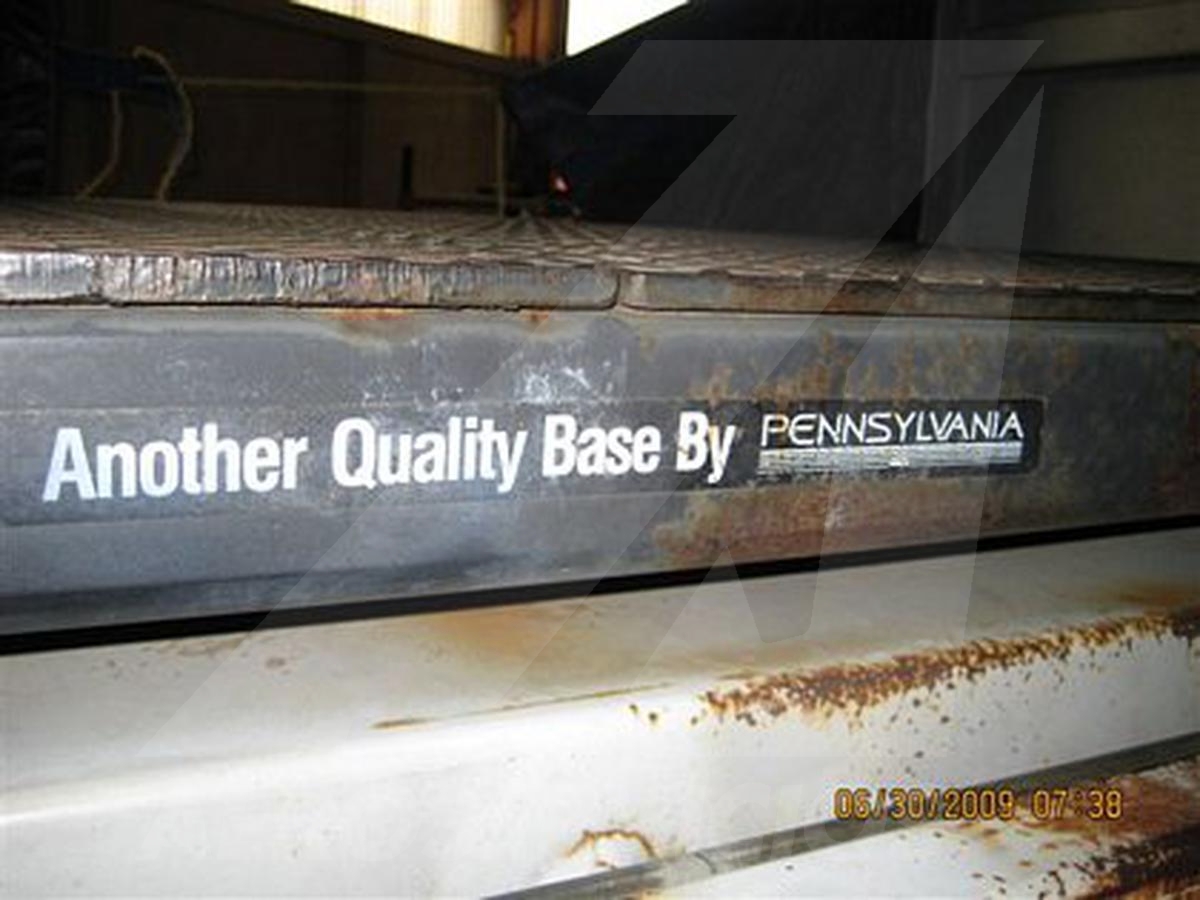 Another Quality Base By PENNSYLVANIA
06/30/2009 07:38